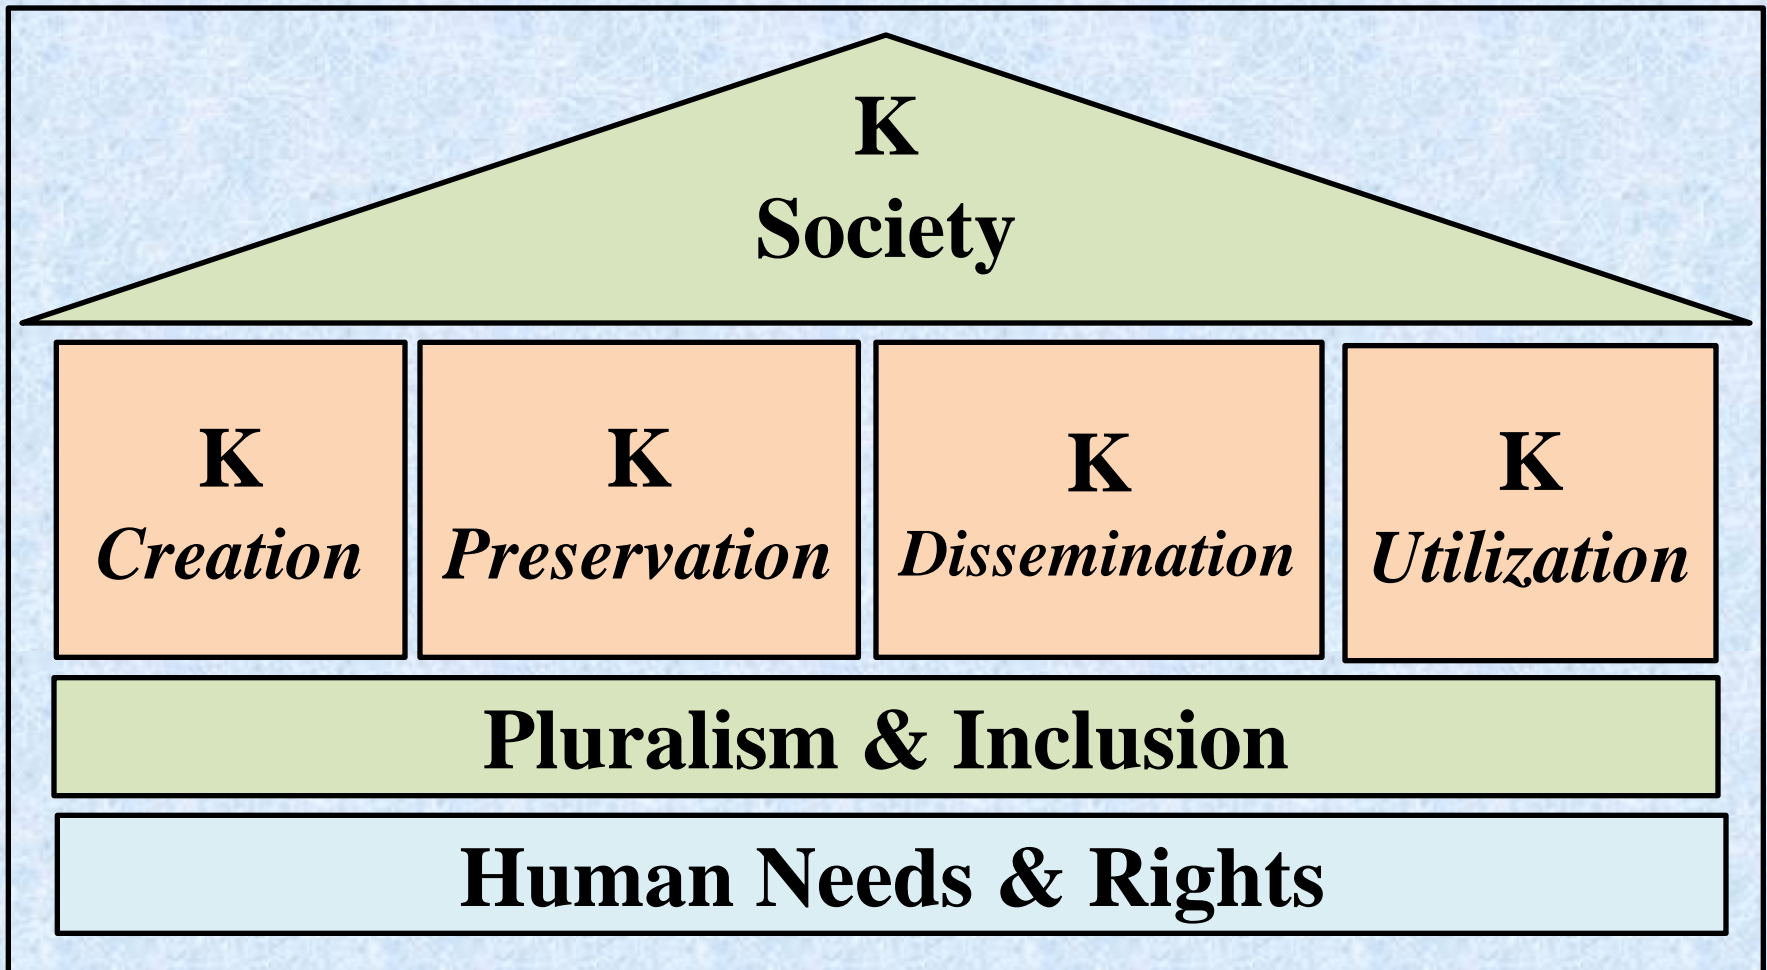 K
Society
K
Creation
K
Preservation
K
Dissemination
K
Utilization
Pluralism & Inclusion
Human Needs & Rights